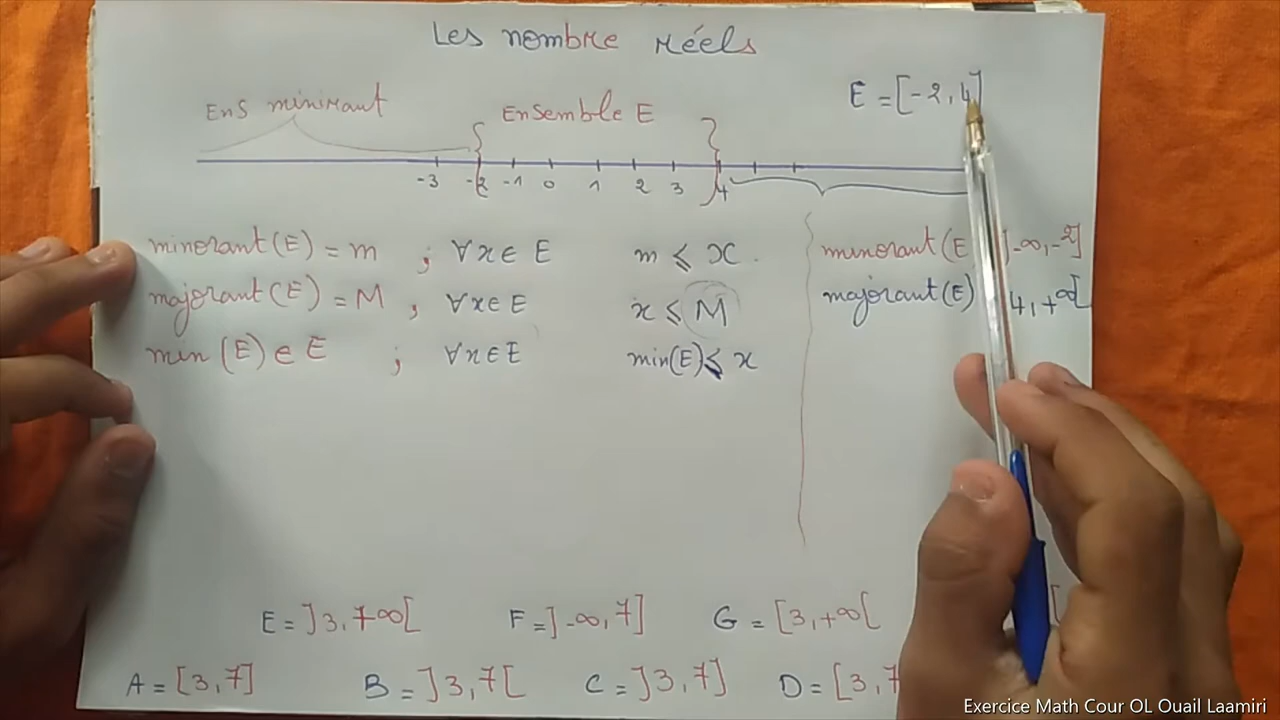 Les nombre réels
E = [-2, 4]
Ens minirant
Ensemble E
-3 -2 -1 0 1 2 3 4
minorant (E) = m ; ∀x ∈ E m ⩽ x
majorant (E) = M , ∀x ∈ E x ⩽ M
min (E) ∈ E ; ∀x ∈ E min(E) ⩽ x
minorant (E ]-∞, -2]
majorant (E) 4, +∞[
E = ]3, +∞[ F = ]-∞, 7] G = [3, +∞[ [
A = [3, 7] B = ]3, 7[ C = ]3, 7] D = [3, 7
Exercice Math Cour OL Ouail Laamiri